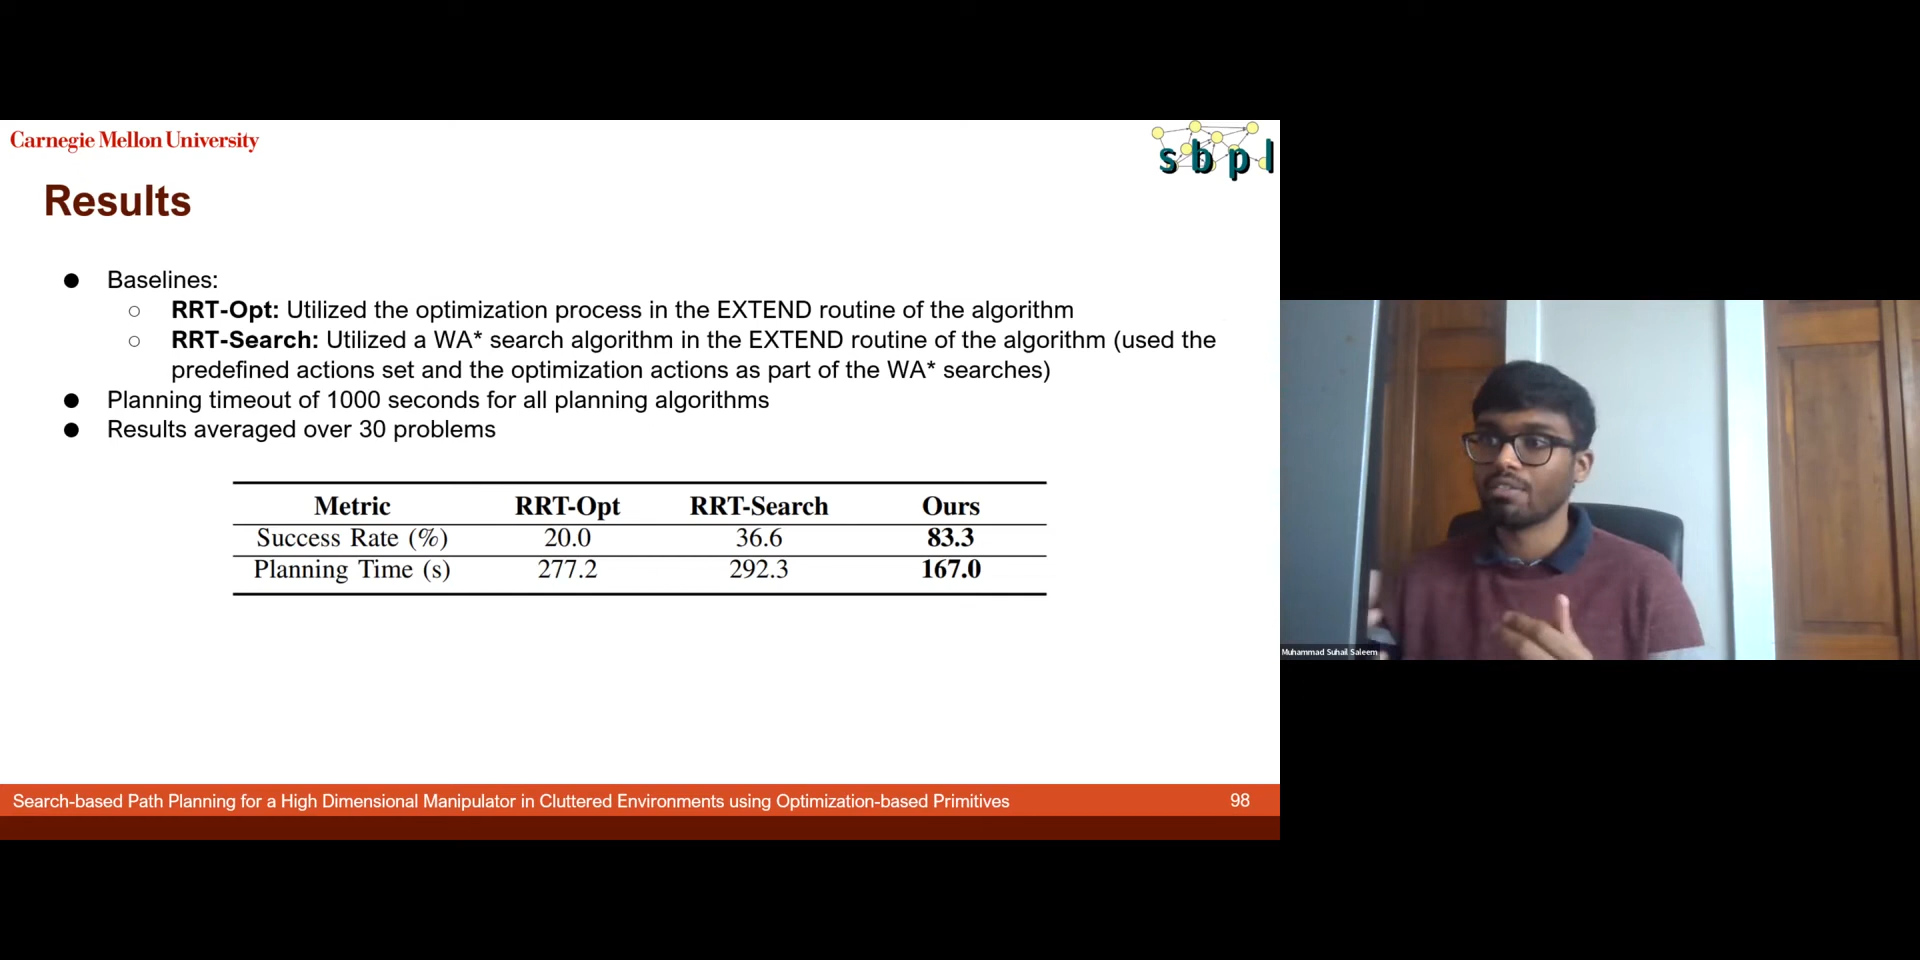 Carnegie Mellon University
sbpl
Results
● Baselines:
○ RRT-Opt: Utilized the optimization process in the EXTEND routine of the algorithm
○ RRT-Search: Utilized a WA* search algorithm in the EXTEND routine of the algorithm (used the
predefined actions set and the optimization actions as part of the WA* searches)
● Planning timeout of 1000 seconds for all planning algorithms
● Results averaged over 30 problems
Metric RRT-Opt RRT-Search Ours
Success Rate (%) 20.0 36.6 83.3
Planning Time (s) 277.2 292.3 167.0
Muhammad Suhail Saleem
Search-based Path Planning for a High Dimensional Manipulator in Cluttered Environments using Optimization-based Primitives 98